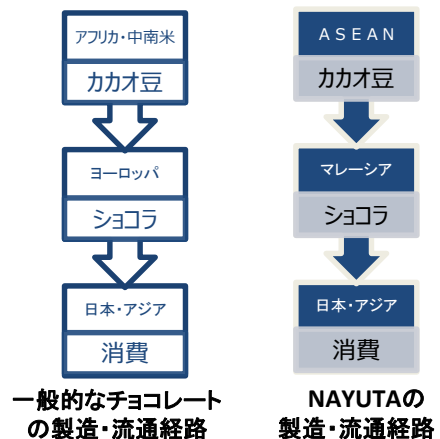 アフリカ・中南米
カカオ豆
ヨーロッパ
ショコラ
日本・アジア
消費
一般的なチョコレート
の製造・流通経路
ＡＳＥＡＮ
カカオ豆
マレーシア
ショコラ
日本・アジア
消費
NAYUTAの
製造・流通経路